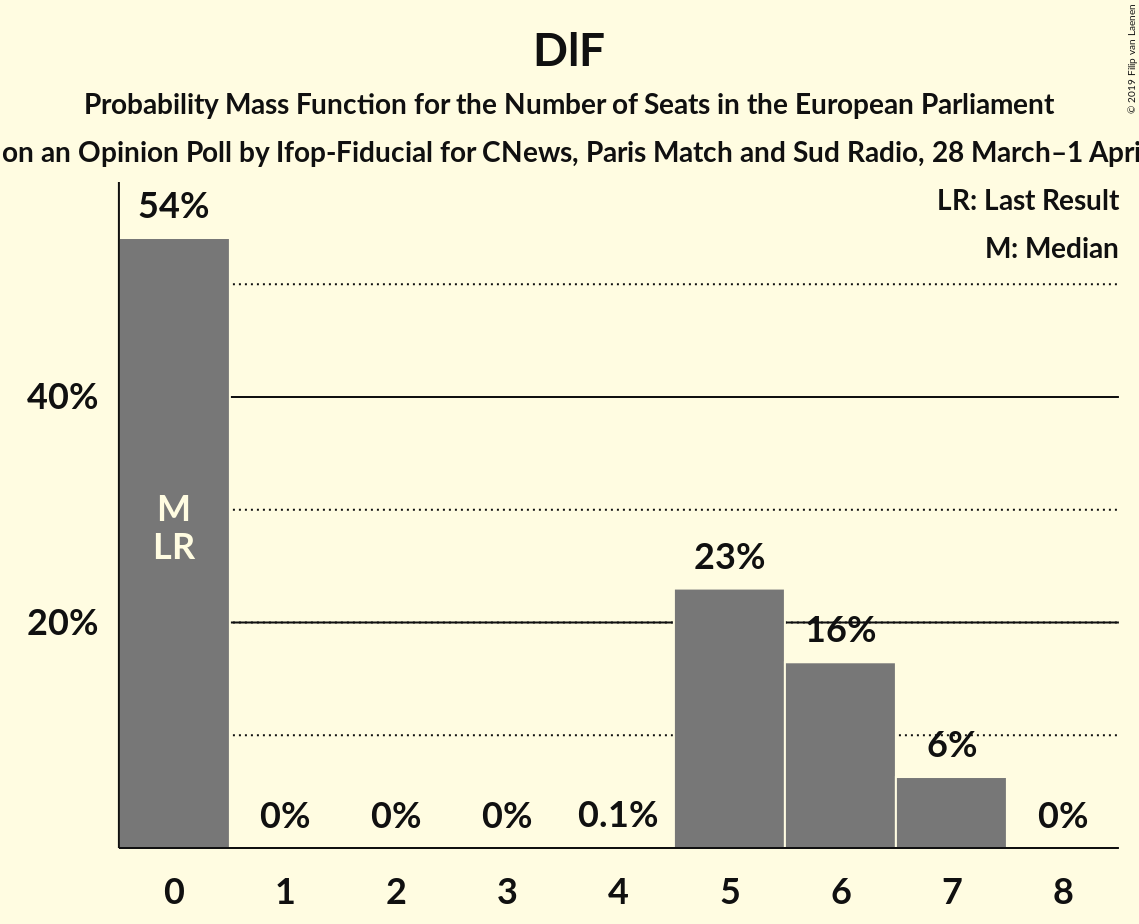 DlF
Probability Mass Function for the Number of Seats in the European Parliament
on an Opinion Poll by Ifop-Fiducial for CNews, Paris Match and Sud Radio, 28 March–1 Apri
LR: Last Result
M: Median
54%
40%
M
LR
23%
20%
16%
6%
0%
0%
0%
0.1%
0%
0
1
2
3
4
5
6
7
8
© 2019 Filip van Laenen